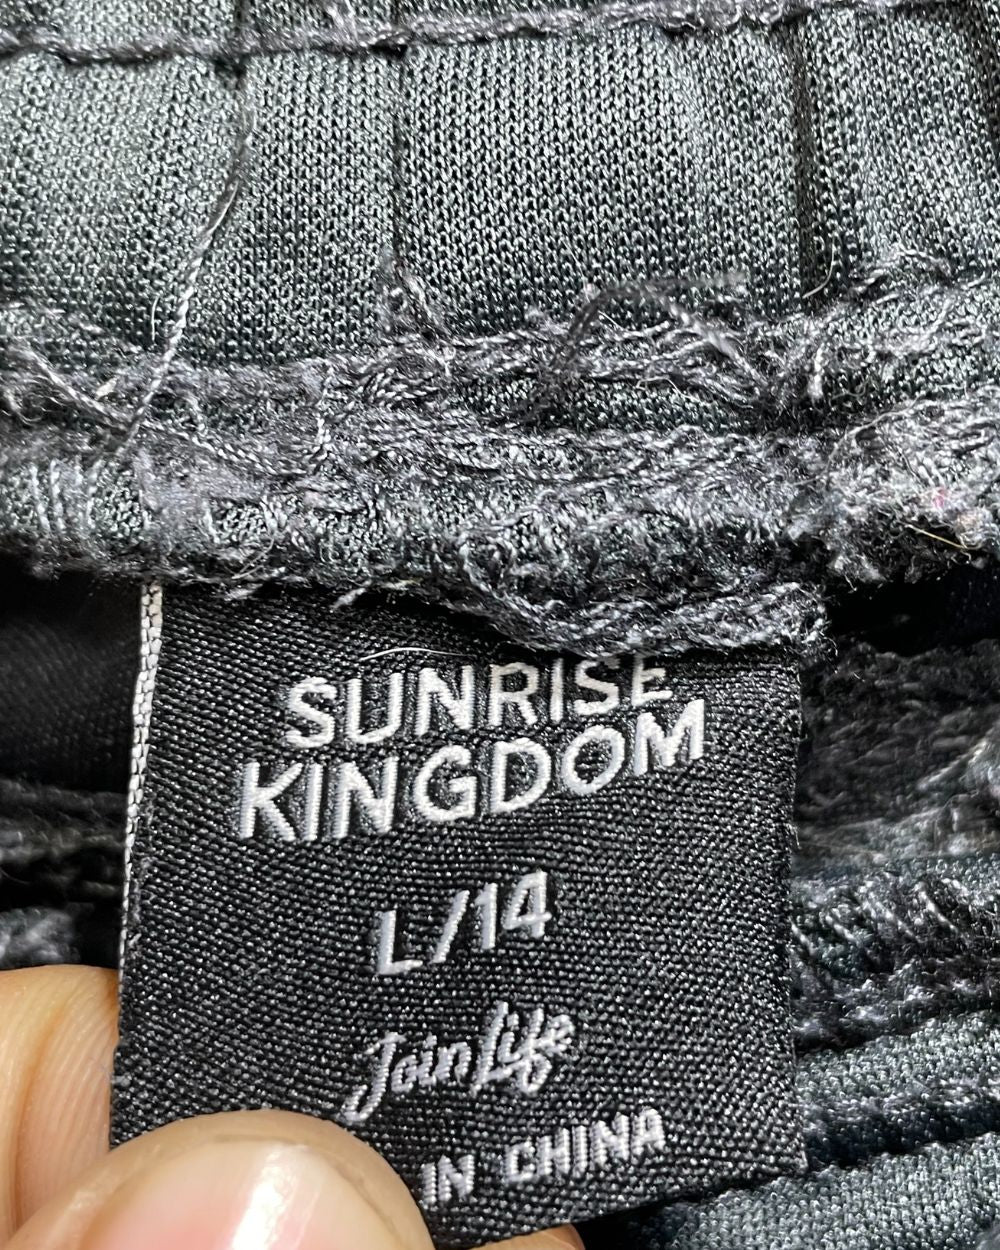 SUNRISE
KINGDOM
L/14
Join Life
IN CHINA